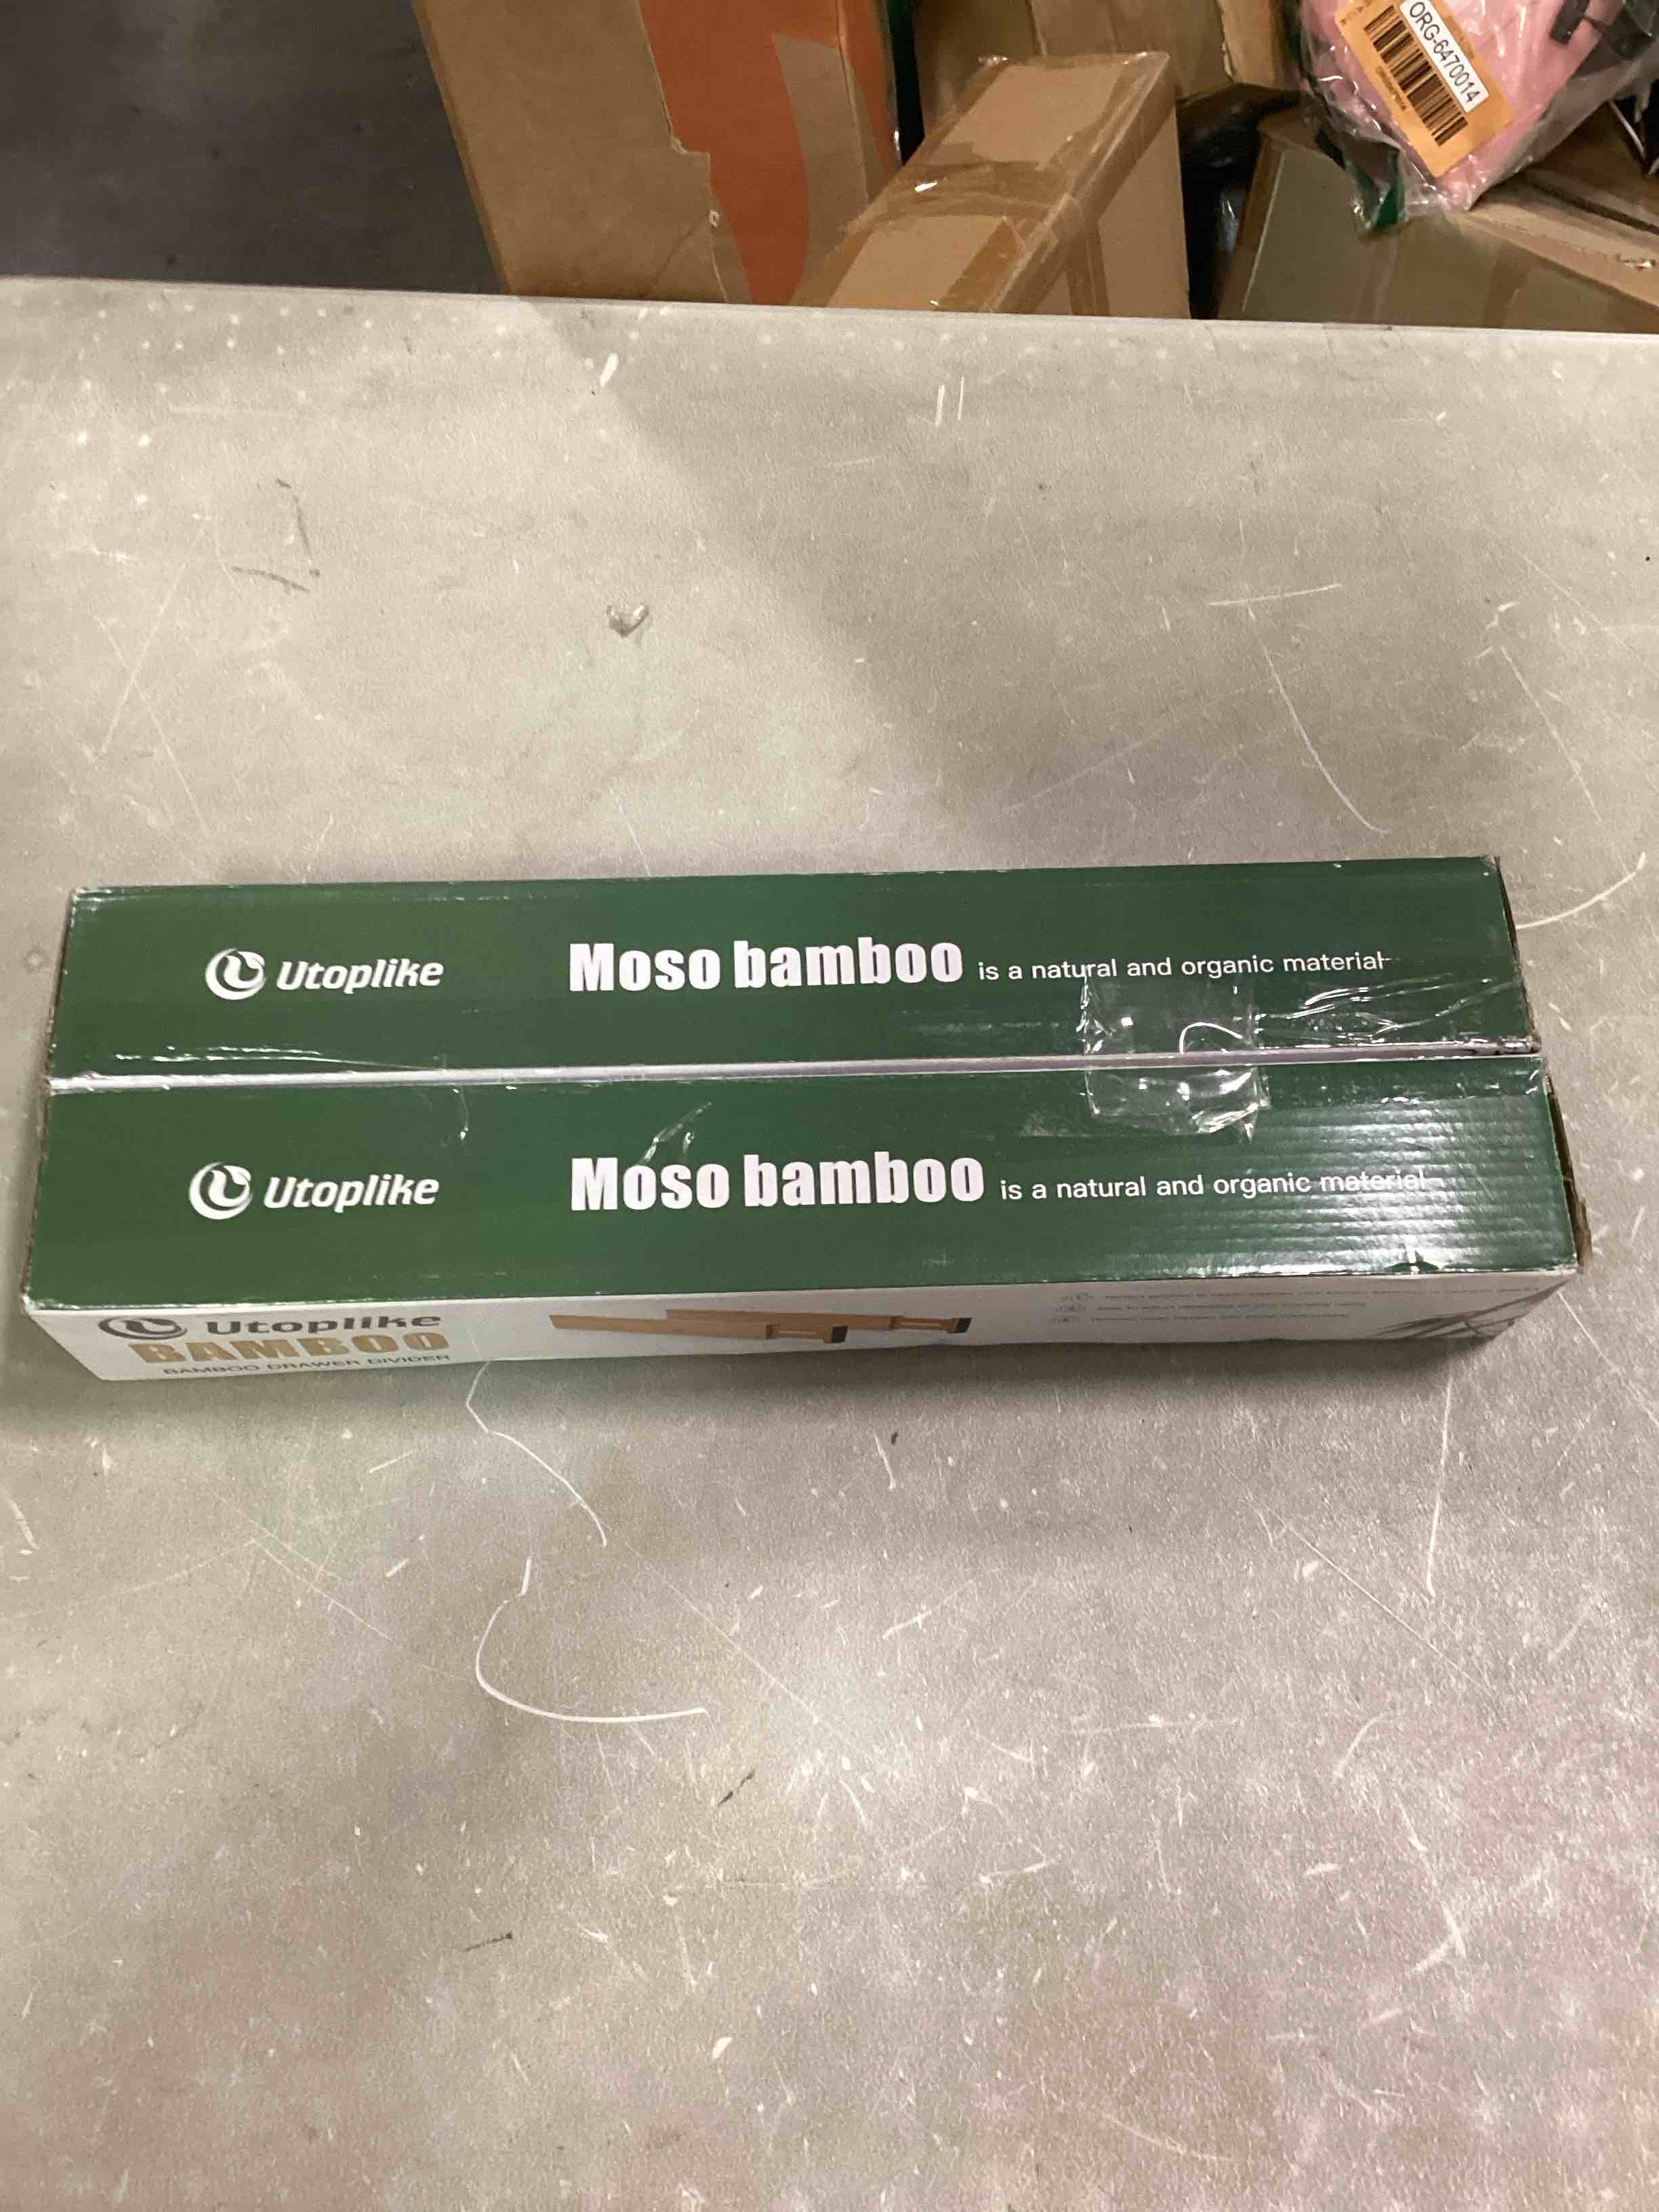 ORG-6470014
Utoplike
Moso bamboo is a natural and organic material
Utoplike
Moso bamboo is a natural and organic material
Utoplike
BAMBOO
BAMBOO DRAWER DIVIDER